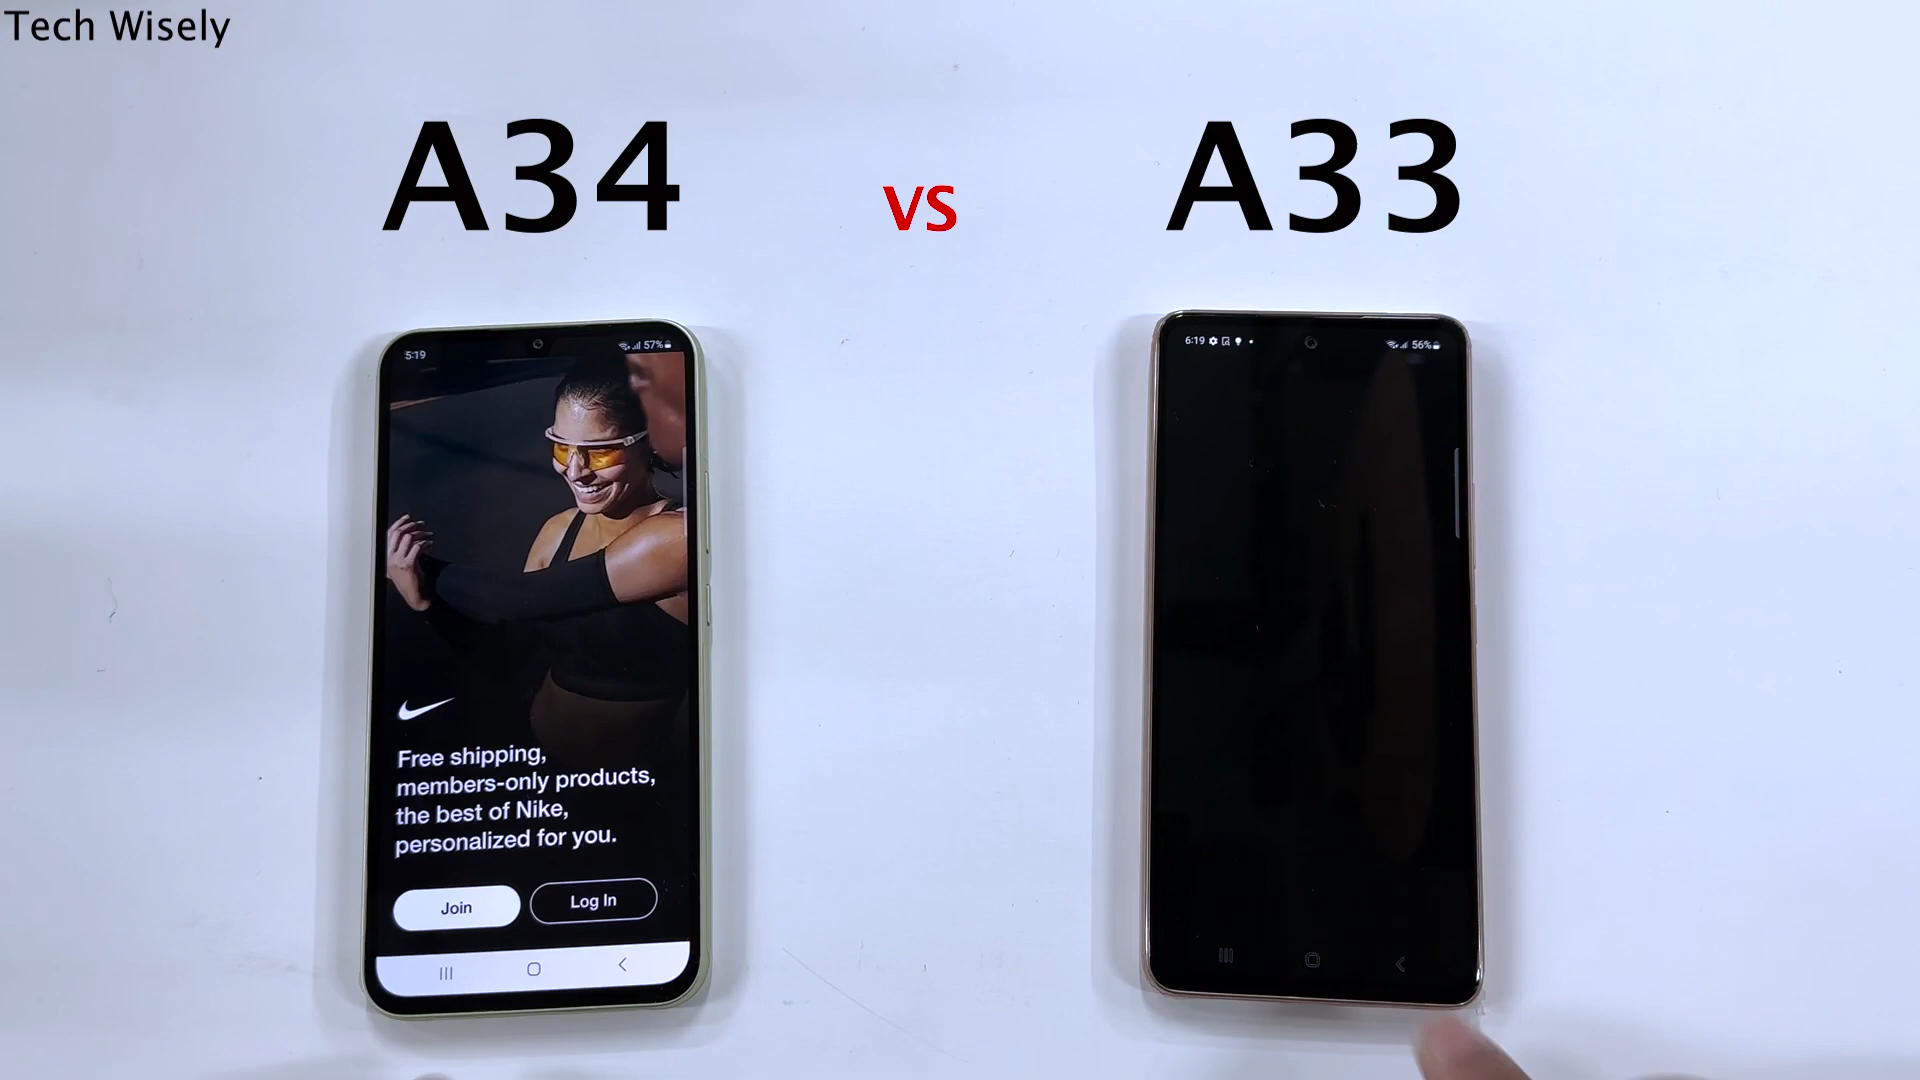 Tech Wisely
A34 vs A33
5:19
57%
Free shipping,
members-only products,
the best of Nike,
personalized for you.
Join
Log In
6:19
56%